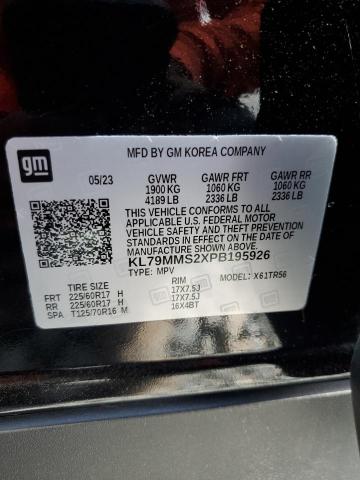 gm
MFD BY GM KOREA COMPANY
05/23 GVWR GAWR FRT GAWR RR
1900 KG 1060 KG 1060 KG
4189 LB 2336 LB 2336 LB
THIS VEHICLE CONFORMS TO ALL
APPLICABLE U.S. FEDERAL MOTOR
VEHICLE SAFETY STANDARDS IN
EFFECT ON THE DATE OF
MANUFACTURE SHOWN ABOVE.
KL79MMS2XPB195926
TYPE: MPV MODEL: X61TR56
TIRE SIZE RIM
FRT 225/60R17 H 17X7.5J
RR 225/60R17 H 17X7.5J
SPA T125/70R16 M 16X4BT